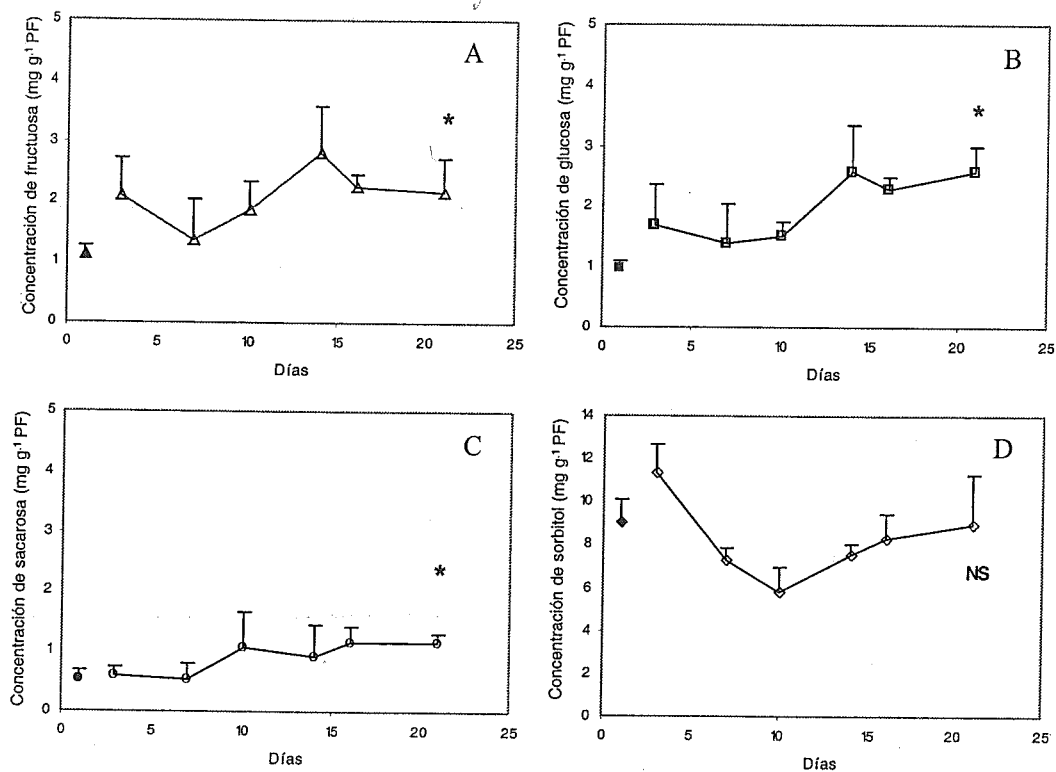 Concentración de fructuosa (mg g-1 PF)
5
4
3
2
1
0
A
*
0 5 10 15 20 25
Días
Concentración de glucosa (mg g-1 PF)
5
4
3
2
1
0
B
*
0 5 10 15 20 25
Días
Concentración de sacarosa (mg g-1 PF)
5
4
3
2
1
0
C
*
0 5 10 15 20 25
Días
Concentración de sorbitol (mg g-1 PF)
14
12
10
8
6
4
2
0
D
NS
0 5 10 15 20 25
Días